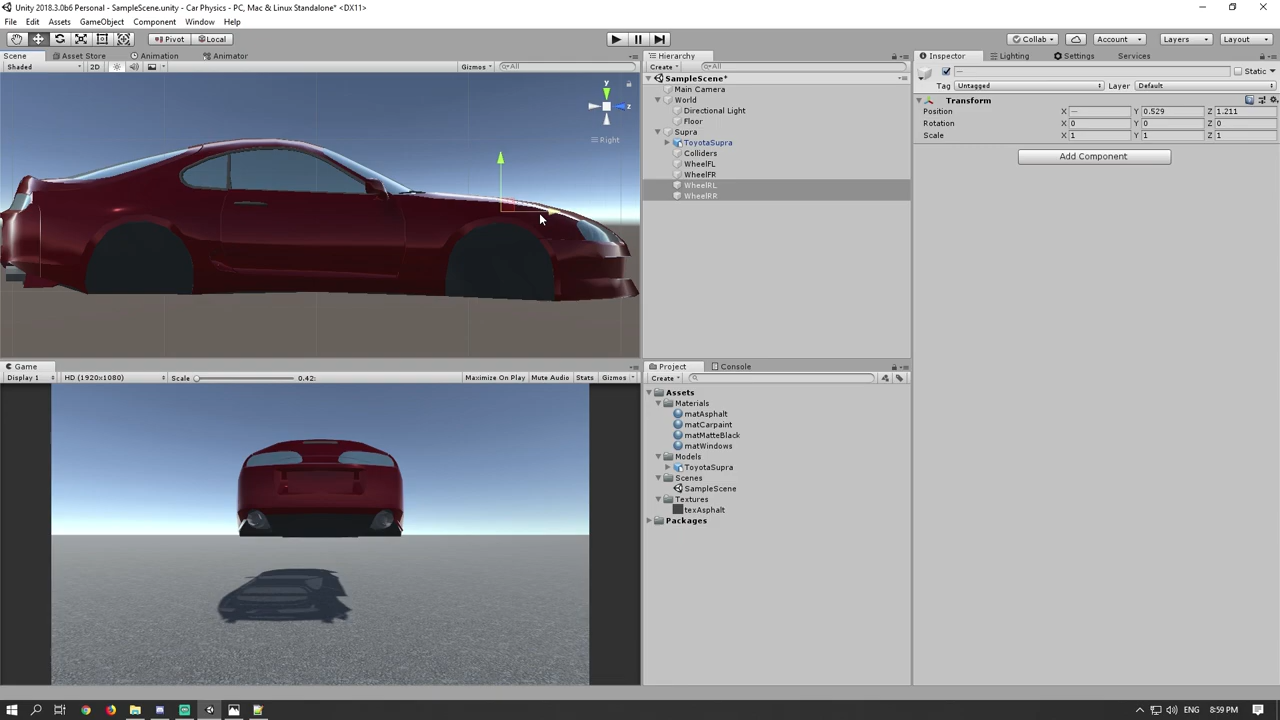 Unity 2018.3.0b6 Personal - SampleScene.unity - Car Physics - PC, Mac & Linux Standalone* <DX11>
File Edit Assets GameObject Component Window Help
Pivot Local Collab Account Layers Layout
Scene Asset Store Animation Animator
Shaded 2D Gizmos All
y
z
Right
Game
Display 1 HD (1920x1080) Scale 0.42: Maximize On Play Mute Audio Stats Gizmos
Hierarchy
Create All
SampleScene*
Main Camera
World
Directional Light
Floor
Supra
ToyotaSupra
Colliders
WheelFL
WheelFR
WheelRL
WheelRR
Project Console
Create
Assets
Materials
matAsphalt
matCarpaint
matMatteBlack
matWindows
Models
ToyotaSupra
Scenes
SampleScene
Textures
texAsphalt
Packages
Inspector Lighting Settings Services
— Static
Tag Untagged Layer Default
Transform
Position X — Y 0.529 Z 1.211
Rotation X 0 Y 0 Z 0
Scale X 1 Y 1 Z 1
Add Component
ENG 8:59 PM